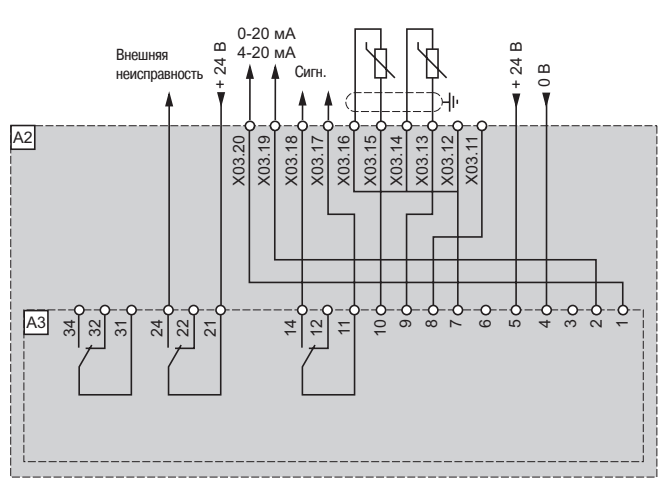 0-20 мА
4-20 мА
Внешняя
неисправность
+ 24 В
Сигн.
+ 24 В
0 В
A2
X03.20
X03.19
X03.18
X03.17
X03.16
X03.15
X03.14
X03.13
X03.12
X03.11
A3
34
32
31
24
22
21
14
12
11
10
9
8
7
6
5
4
3
2
1